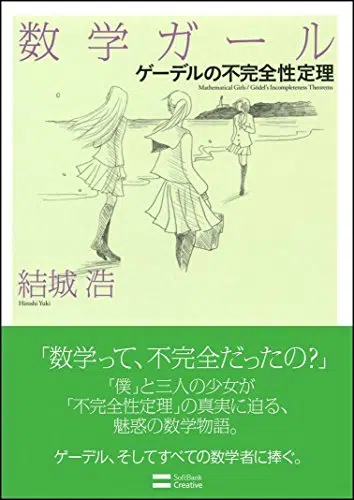 数学ガール
ゲーデルの不完全性定理
Mathematical Girls / Gödel's Incompleteness Theorems
結城 浩
Hiroshi Yuki
「数学って、不完全だったの?」
「僕」と三人の少女が
「不完全性定理」の真実に迫る、
魅惑の数学物語。
ゲーデル、そしてすべての数学者に捧ぐ。
SoftBank
Creative